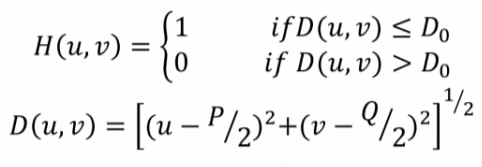 H(u, v) = {1 if D(u, v) ≤ D₀
0 if D(u, v) > D₀
D(u, v) = [(u − P/2)²+(v − Q/2)²]^1/2